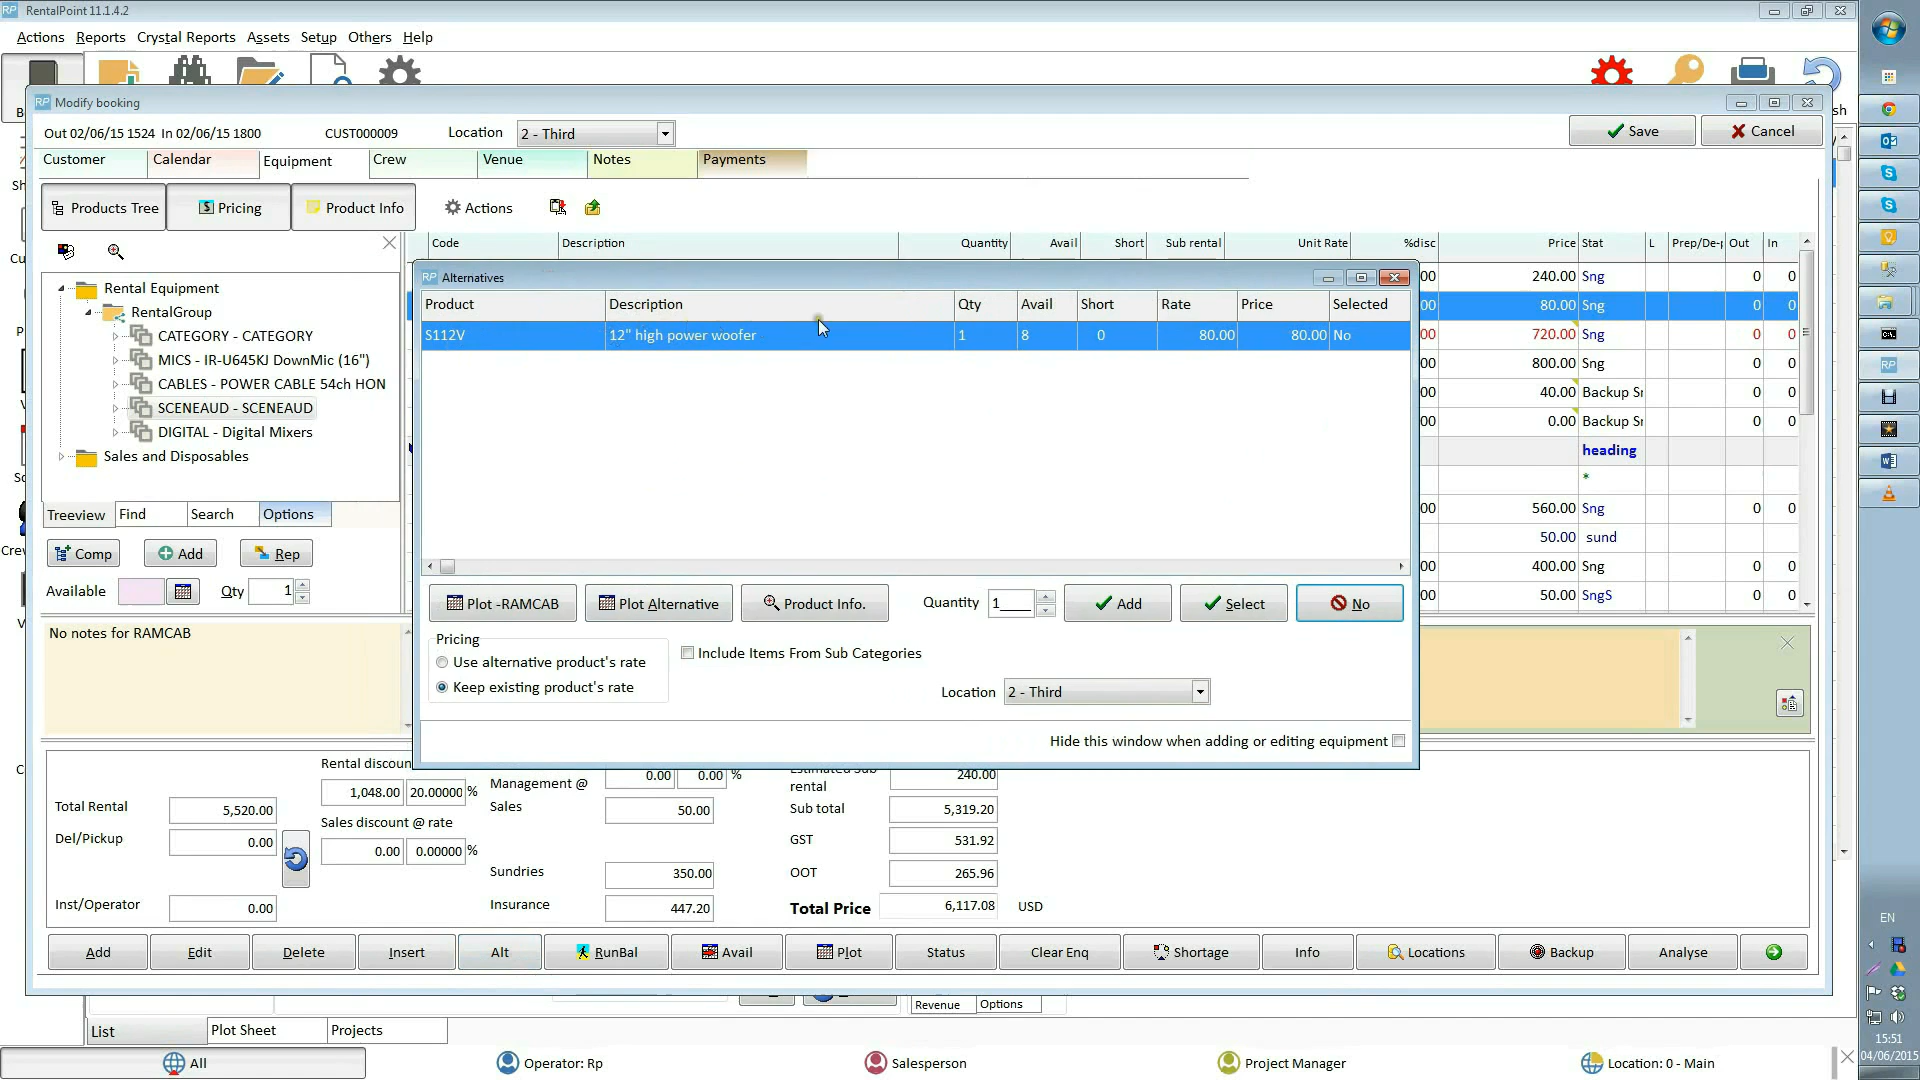 RentalPoint 11.1.4.2
Actions Reports Crystal Reports Assets Setup Others Help
Modify booking
Out 02/06/15 1524 In 02/06/15 1800 CUST000009 Location 2 - Third Save Cancel
Customer Calendar Equipment Crew Venue Notes Payments
Products Tree Pricing Product Info Actions
Code Description Quantity Avail Short Sub rental Unit Rate %disc Price Stat L Out In
240.00 Sng 0 0
80.00 Sng 0 0
720.00 Sng 0 0
800.00 Sng 0 0
40.00 Backup 0 0
0.00 Backup 0 0
heading
*
560.00 Sng 0 0
50.00 sund
400.00 Sng 0 0
50.00 SngS 0 0
Rental Equipment
RentalGroup
CATEGORY - CATEGORY
MICS - IR-U645KJ DownMic (16")
CABLES - POWER CABLE 54ch HON
SCENEAUD - SCENEAUD
DIGITAL - Digital Mixers
Sales and Disposables
Treeview Find Search Options
Comp Add Rep
Available Qty 1
No notes for RAMCAB
Alternatives
Product Description Qty Avail Short Rate Price Selected
S112V 12" high power woofer 1 8 0 80.00 80.00 No
Plot -RAMCAB Plot Alternative Product Info. Quantity 1 Add Select No
Pricing
Use alternative product's rate
Keep existing product's rate
Include Items From Sub Categories
Location 2 - Third
Hide this window when adding or editing equipment
Total Rental 5,520.00
Del/Pickup 0.00
Inst/Operator 0.00
Rental
1,048.00 20.00000 %
Sales discount @ rate
0.00 0.00000 %
Management @ 0.00 0.00 %
Sales 50.00
Sundries 350.00
Insurance 447.20
Estimated Sub rental 240.00
Sub total 5,319.20
GST 531.92
OOT 265.96
Total Price 6,117.08 USD
Add Edit Delete Insert Alt RunBal Avail Plot Status Clear Enq Shortage Info Locations Backup Analyse
Revenue Options
List Plot Sheet Projects
All Operator: Rp Salesperson Project Manager Location: 0 - Main
EN
15:51
04/06/2015